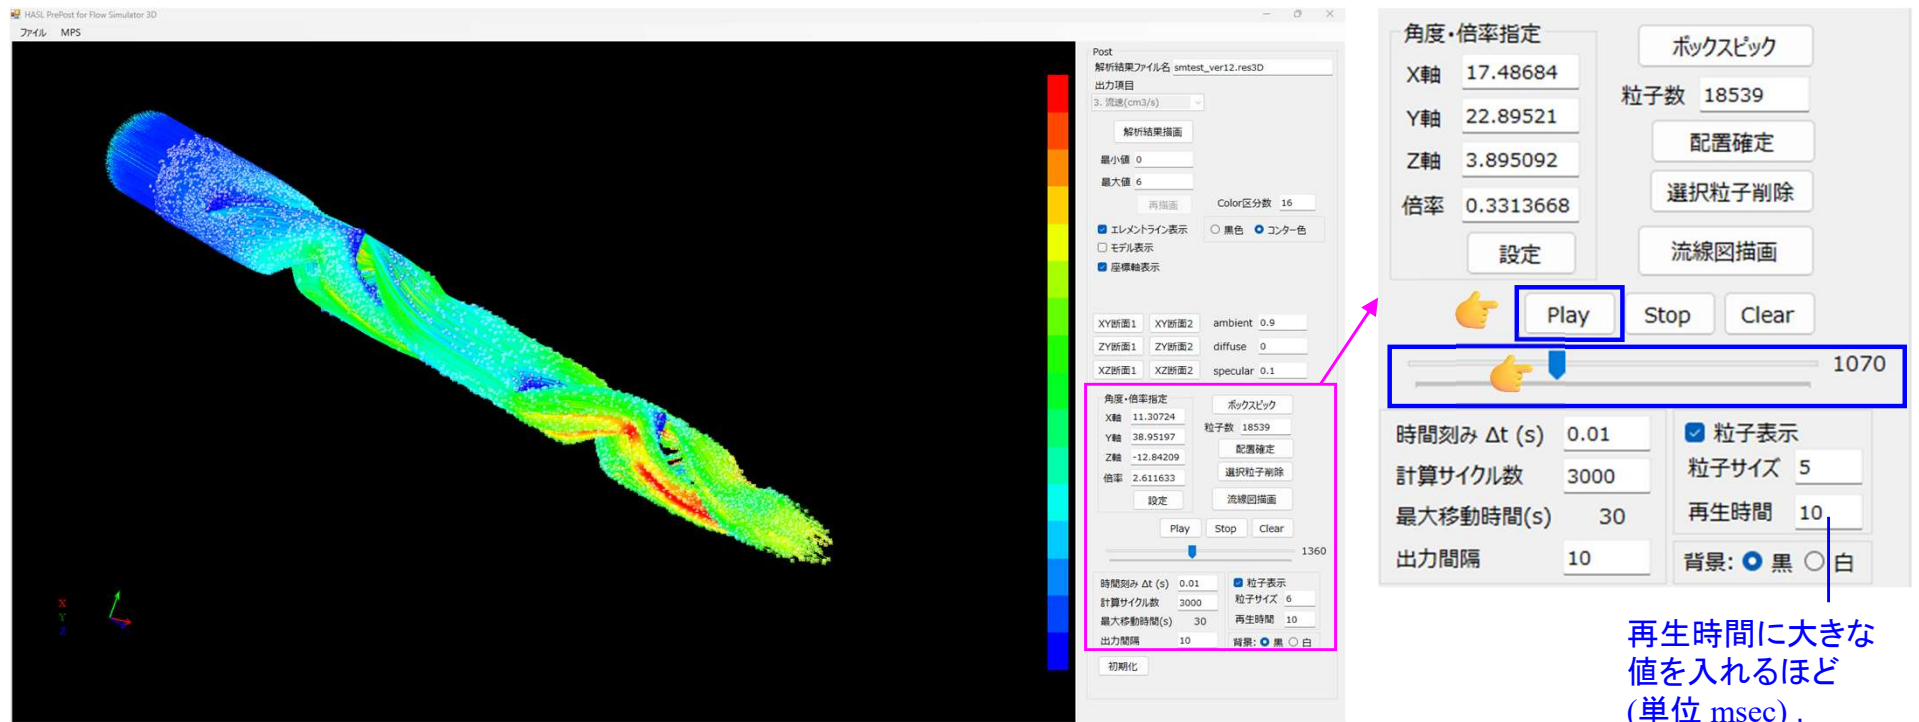 HASL PrePost for Flow Simulator 3D
ファイル MPS
Post
解析結果ファイル名 smtest_ver12.res3D
出力項目
3. 流速(cm3/s)
解析結果描画
最小値 0
最大値 6
再描画 Color区分数 16
エレメントライン表示 黒色 コンター色
モデル表示
座標軸表示
XY断面1 XY断面2 ambient 0.9
ZY断面1 ZY断面2 diffuse 0
XZ断面1 XZ断面2 specular 0.1
角度・倍率指定 ボックスピック
X軸 11.30724
粒子数 18539
Y軸 38.95197
配置確定
Z軸 -12.84209
選択粒子削除
倍率 2.611633
設定 流線図描画
Play Stop Clear
1360
時間刻み Δt (s) 0.01 粒子表示
計算サイクル数 3000 粒子サイズ 6
最大移動時間(s) 30 再生時間 10
出力間隔 10 背景: 黒 白
初期化
X
Y
Z
角度・倍率指定 ボックスピック
X軸 17.48684
粒子数 18539
Y軸 22.89521
配置確定
Z軸 3.895092
選択粒子削除
倍率 0.3313668
設定 流線図描画
Play Stop Clear
1070
時間刻み Δt (s) 0.01 粒子表示
計算サイクル数 3000 粒子サイズ 5
最大移動時間(s) 30 再生時間 10
出力間隔 10 背景: 黒 白
再生時間に大きな
値を入れるほど
(単位 msec) ,